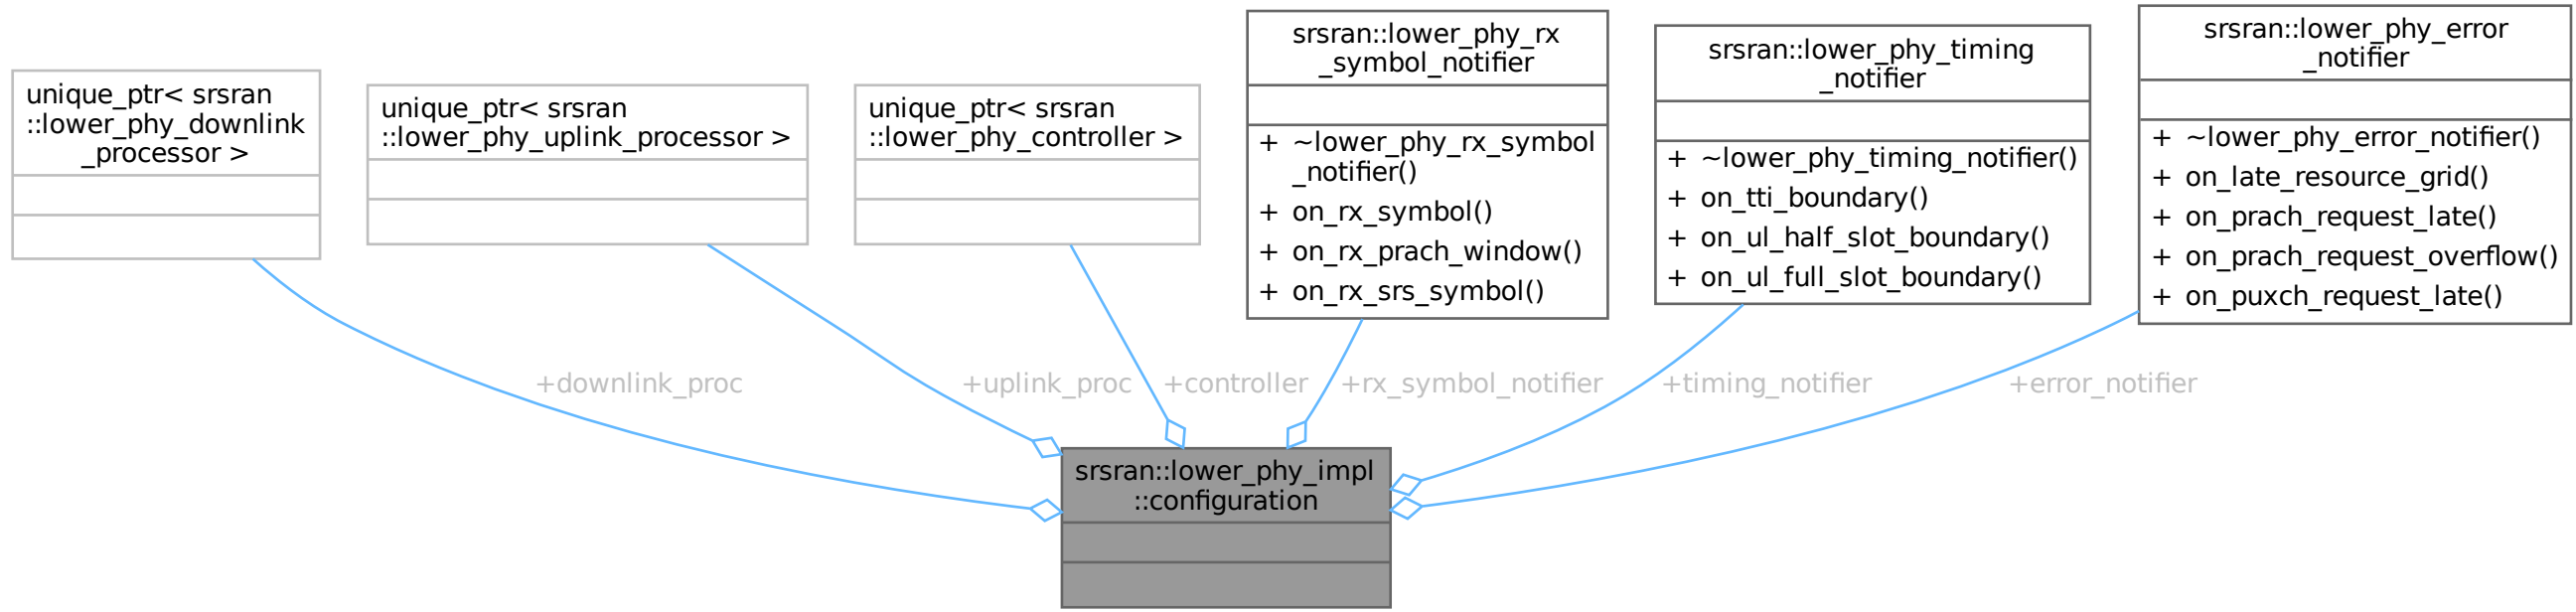 unique_ptr< srsran
::lower_phy_downlink
_processor >
unique_ptr< srsran
::lower_phy_uplink_processor >
unique_ptr< srsran
::lower_phy_controller >
srsran::lower_phy_rx
_symbol_notifier
+ ~lower_phy_rx_symbol
_notifier()
+ on_rx_symbol()
+ on_rx_prach_window()
+ on_rx_srs_symbol()
srsran::lower_phy_timing
_notifier
+ ~lower_phy_timing_notifier()
+ on_tti_boundary()
+ on_ul_half_slot_boundary()
+ on_ul_full_slot_boundary()
srsran::lower_phy_error
_notifier
+ ~lower_phy_error_notifier()
+ on_late_resource_grid()
+ on_prach_request_late()
+ on_prach_request_overflow()
+ on_puxch_request_late()
+downlink_proc
+uplink_proc
+controller
+rx_symbol_notifier
+timing_notifier
+error_notifier
srsran::lower_phy_impl
::configuration